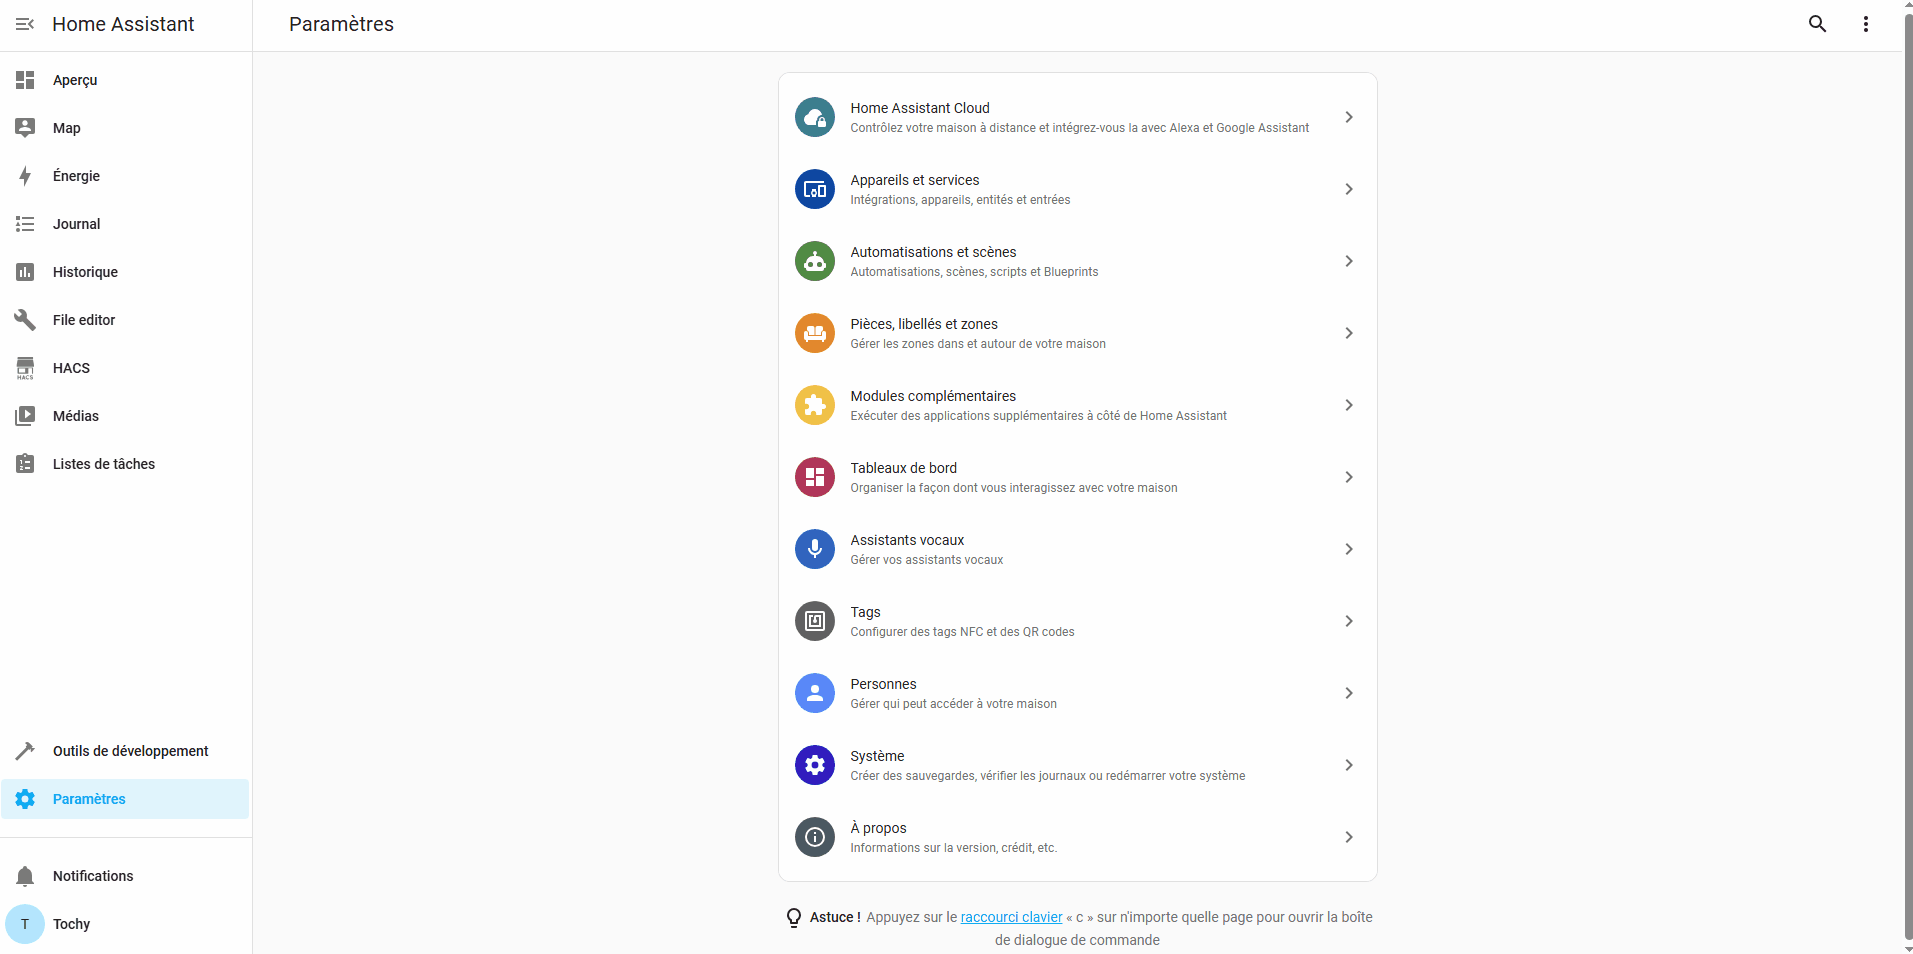 Home Assistant
Paramètres
Aperçu
Map
Énergie
Journal
Historique
File editor
HACS
HACS
Médias
Listes de tâches
Outils de développement
Paramètres
Notifications
T
Tochy
Home Assistant Cloud
Contrôlez votre maison à distance et intégrez-vous la avec Alexa et Google Assistant
Appareils et services
Intégrations, appareils, entités et entrées
Automatisations et scènes
Automatisations, scènes, scripts et Blueprints
Pièces, libellés et zones
Gérer les zones dans et autour de votre maison
Modules complémentaires
Exécuter des applications supplémentaires à côté de Home Assistant
Tableaux de bord
Organiser la façon dont vous interagissez avec votre maison
Assistants vocaux
Gérer vos assistants vocaux
Tags
Configurer des tags NFC et des QR codes
Personnes
Gérer qui peut accéder à votre maison
Système
Créer des sauvegardes, vérifier les journaux ou redémarrer votre système
À propos
Informations sur la version, crédit, etc.
Astuce ! Appuyez sur le raccourci clavier « c » sur n'importe quelle page pour ouvrir la boîte
de dialogue de commande